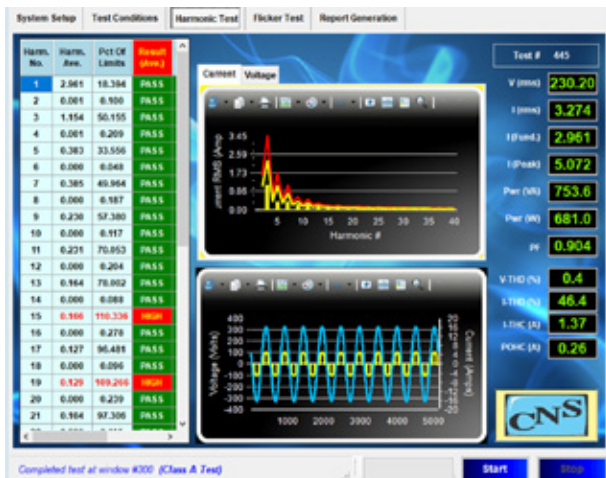 System Setup Test Conditions Harmonic Test Flicker Test Report Generation
Harm. No. Harm. Ave. Pct Of Limits Result (Ave.)
1 2.961 18.394 PASS
2 0.001 0.100 PASS
3 1.154 50.155 PASS
4 0.001 0.209 PASS
5 0.383 33.556 PASS
6 0.000 0.048 PASS
7 0.385 49.964 PASS
8 0.000 0.187 PASS
9 0.230 57.380 PASS
10 0.000 0.117 PASS
11 0.231 70.053 PASS
12 0.000 0.204 PASS
13 0.164 78.002 PASS
14 0.000 0.088 PASS
15 0.166 110.336 HIGH
16 0.000 0.278 PASS
17 0.127 96.481 PASS
18 0.000 0.096 PASS
19 0.129 109.266 HIGH
20 0.000 0.239 PASS
21 0.104 97.306 PASS
Current Voltage
Current RMS (Amp
3.45
2.59
1.73
0.86
0.00
5 10 15 20 25 30 35 40
Harmonic #
Voltage (Volts)
400
300
200
100
0
-100
-200
-300
-400
1000 2000 3000 4000 5000
Current (Amps)
Test # 445
V (rms) 230.20
I (rms) 3.274
I (Fund.) 2.961
I (Peak) 5.072
Pwr (VA) 753.6
Pwr (W) 681.0
PF 0.904
V-THD (%) 0.4
I-THD (%) 46.4
I-THC (A) 1.37
POHC (A) 0.26
CNS
Completed test at window #300 (Class A Test)
Start Stop